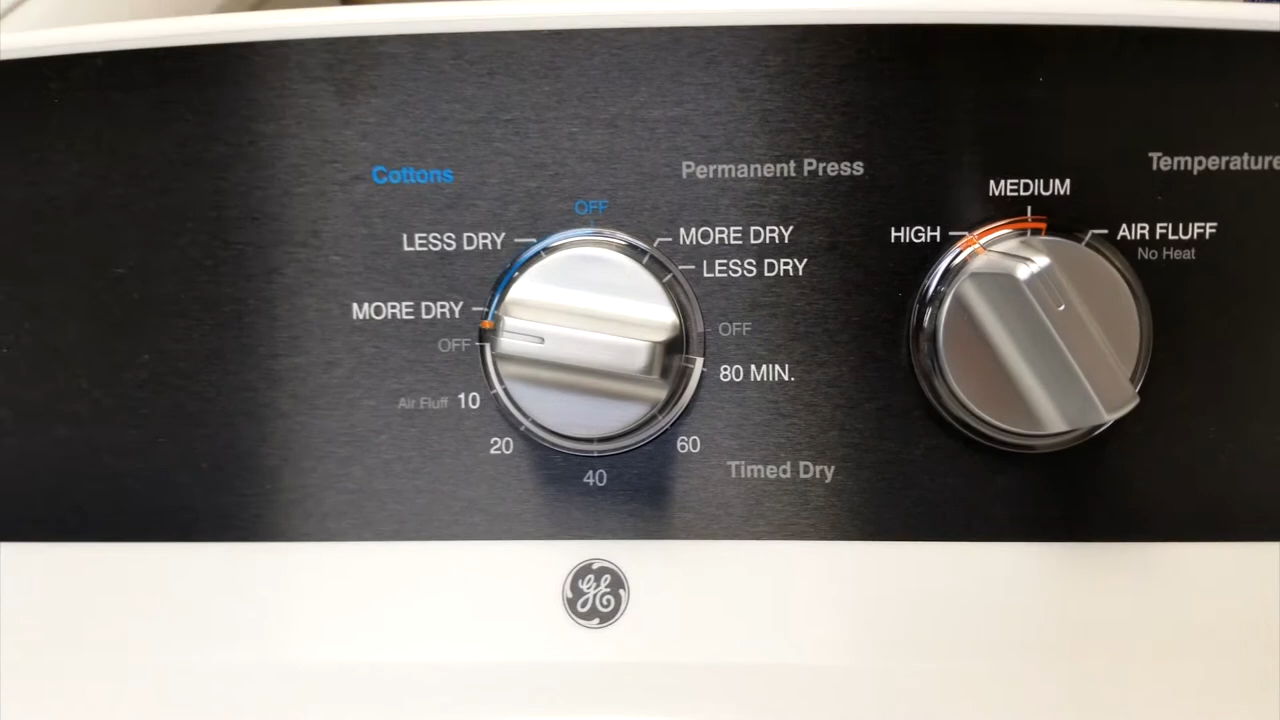 Cottons
Permanent Press
Temperature
OFF
MEDIUM
LESS DRY
MORE DRY
HIGH
AIR FLUFF
No Heat
LESS DRY
MORE DRY
OFF
OFF
80 MIN.
Air Fluff 10
20
60
40
Timed Dry
GE